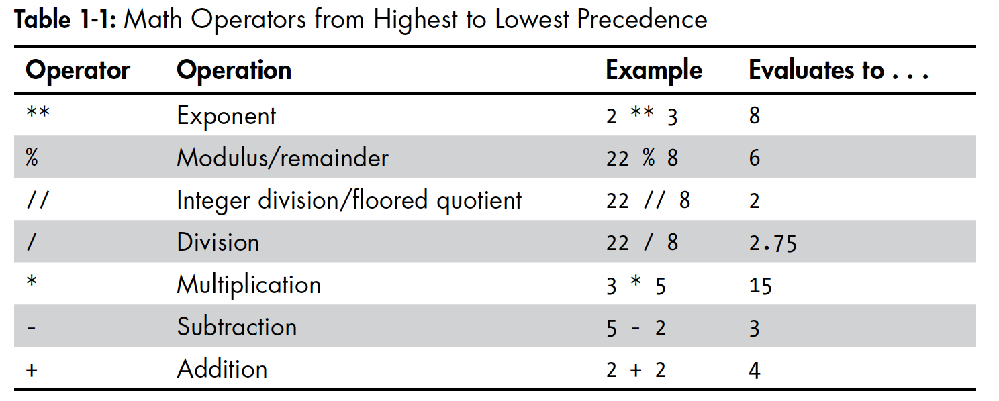 Table 1-1: Math Operators from Highest to Lowest Precedence
Operator Operation Example Evaluates to . . .
** Exponent 2 ** 3 8
% Modulus/remainder 22 % 8 6
// Integer division/floored quotient 22 // 8 2
/ Division 22 / 8 2.75
* Multiplication 3 * 5 15
- Subtraction 5 - 2 3
+ Addition 2 + 2 4